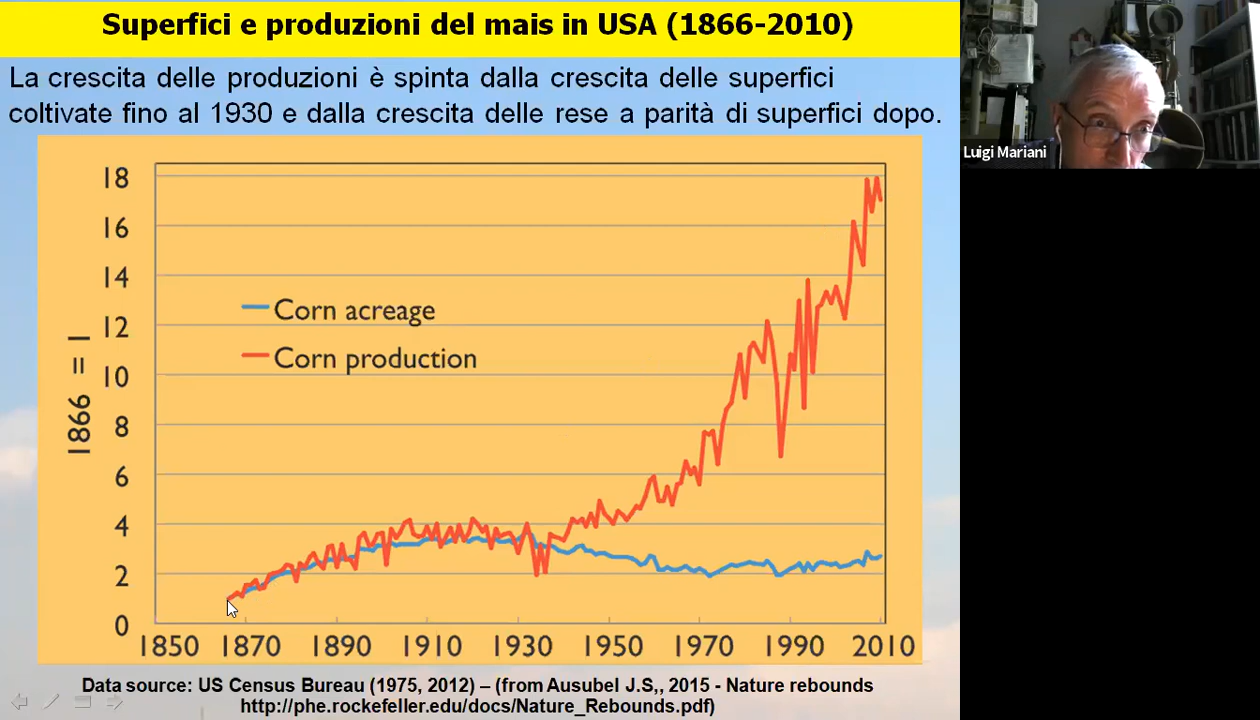 Superfici e produzioni del mais in USA (1866-2010)
La crescita delle produzioni è spinta dalla crescita delle superfici
coltivate fino al 1930 e dalla crescita delle rese a parità di superfici dopo.
Luigi Mariani
18
16
14
12
10
8
6
4
2
0
1866 = 1
Corn acreage
Corn production
1850 1870 1890 1910 1930 1950 1970 1990 2010
Data source: US Census Bureau (1975, 2012) – (from Ausubel J.S,, 2015 - Nature rebounds
http://phe.rockefeller.edu/docs/Nature_Rebounds.pdf)